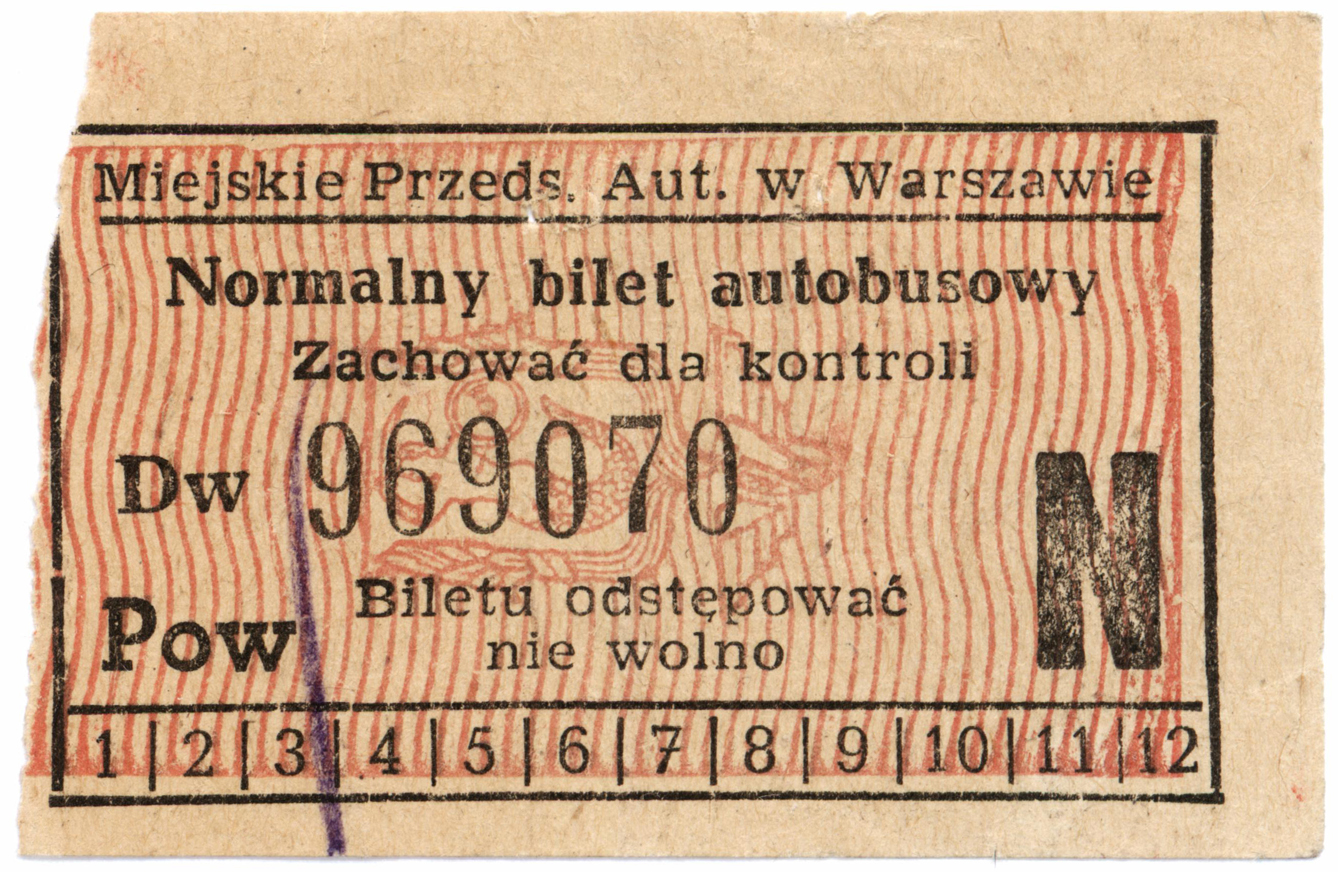 Miejskie Przeds. Aut. w Warszawie
Normalny bilet autobusowy
Zachować dla kontroli
Dw 969070
N
Pow Biletu odstępować
nie wolno
1 | 2 | 3 | 4 | 5 | 6 | 7 | 8 | 9 | 10 | 11 | 12